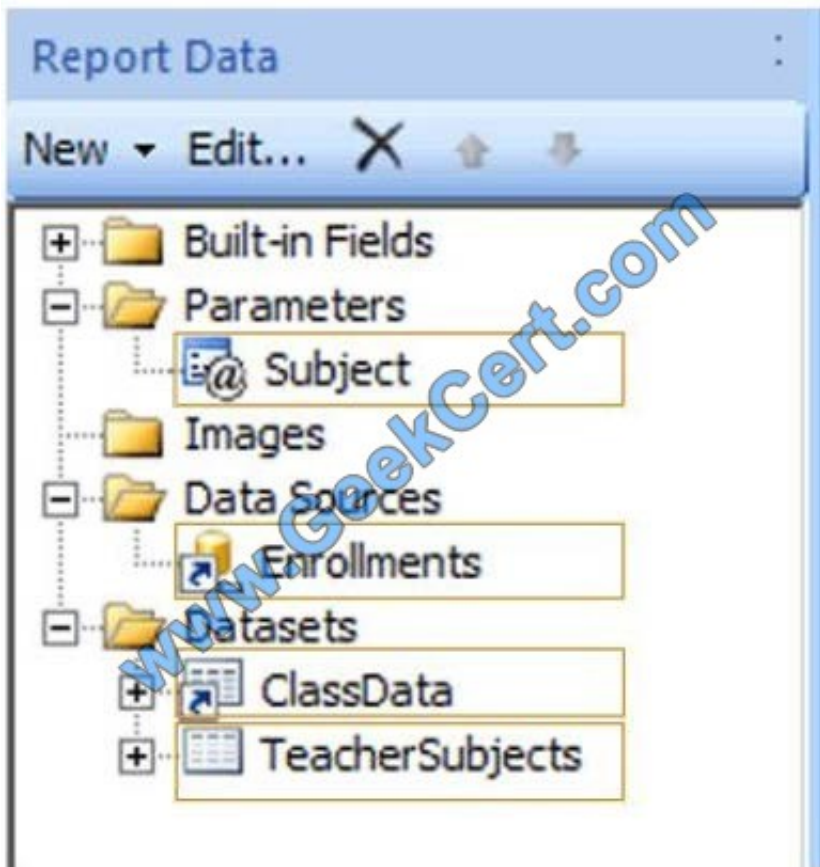 Report Data
New Edit...
Built-in Fields
Parameters
@ Subject
Images
Data Sources
Enrollments
Datasets
ClassData
TeacherSubjects
www.GeekCert.com